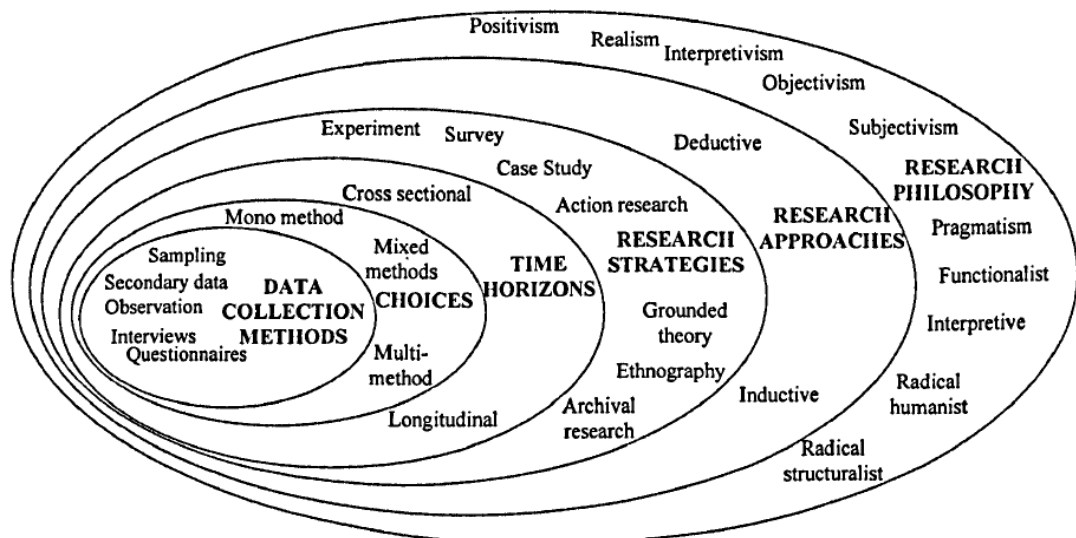 Positivism
Realism
Interpretivism
Objectivism
Subjectivism
RESEARCH
PHILOSOPHY
Pragmatism
Functionalist
Interpretive
Radical
humanist
Radical
structuralist
Deductive
RESEARCH
APPROACHES
Inductive
Experiment
Survey
Case Study
Action research
RESEARCH
STRATEGIES
Grounded
theory
Ethnography
Archival
research
Cross sectional
TIME
HORIZONS
Longitudinal
Mono method
Mixed
methods
CHOICES
Multi-
method
Sampling
Secondary data
Observation
Interviews
Questionnaires
DATA
COLLECTION
METHODS